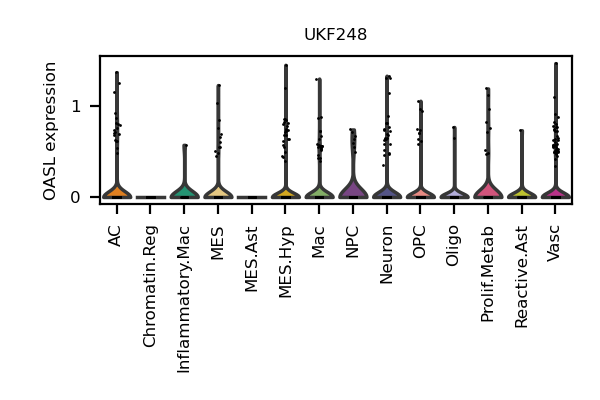 UKF248
OASL expression
1
0
AC
Chromatin.Reg
Inflammatory.Mac
MES
MES.Ast
MES.Hyp
Mac
NPC
Neuron
OPC
Oligo
Prolif.Metab
Reactive.Ast
Vasc